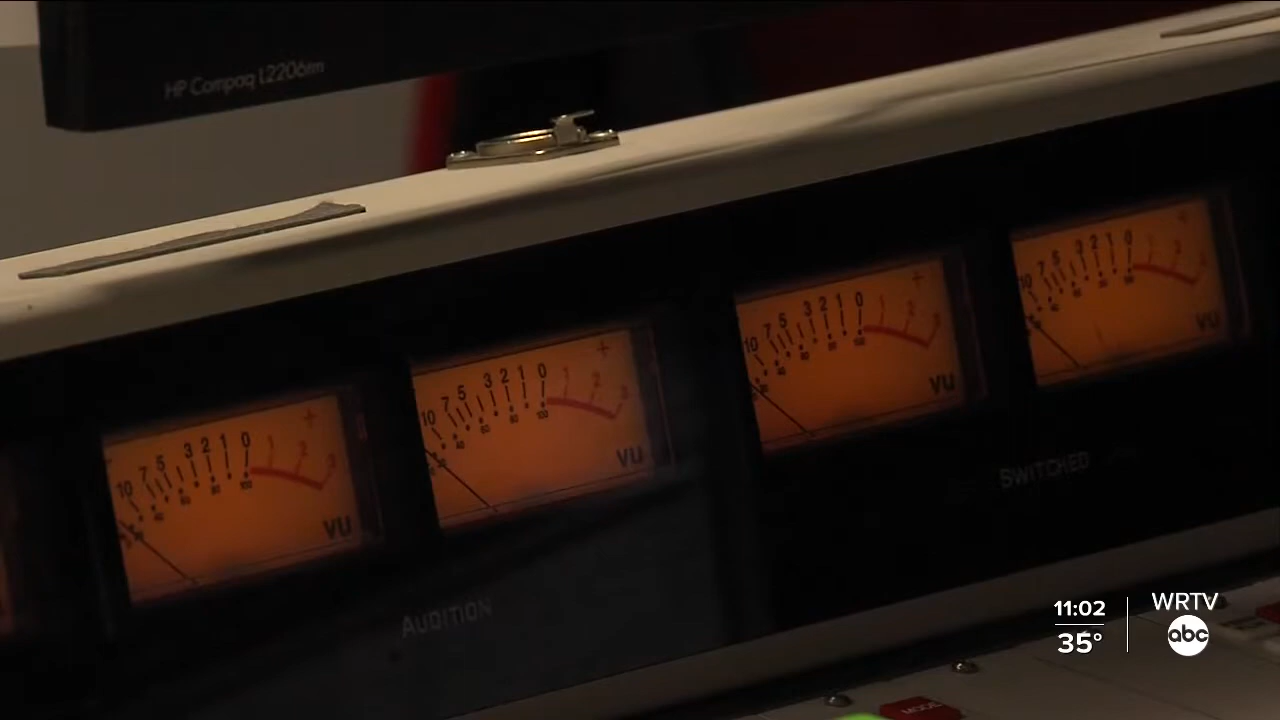 HP Compaq L2206m
10 7 5 3 2 1 0 1 2 3 +
VU
10 7 5 3 2 1 0 1 2 3 +
VU
AUDITION
10 7 5 3 2 1 0 1 2 3 +
VU
10 7 5 3 2 1 0 1 2 3 +
VU
SWITCHED
11:02
35°
WRTV
abc
MODE